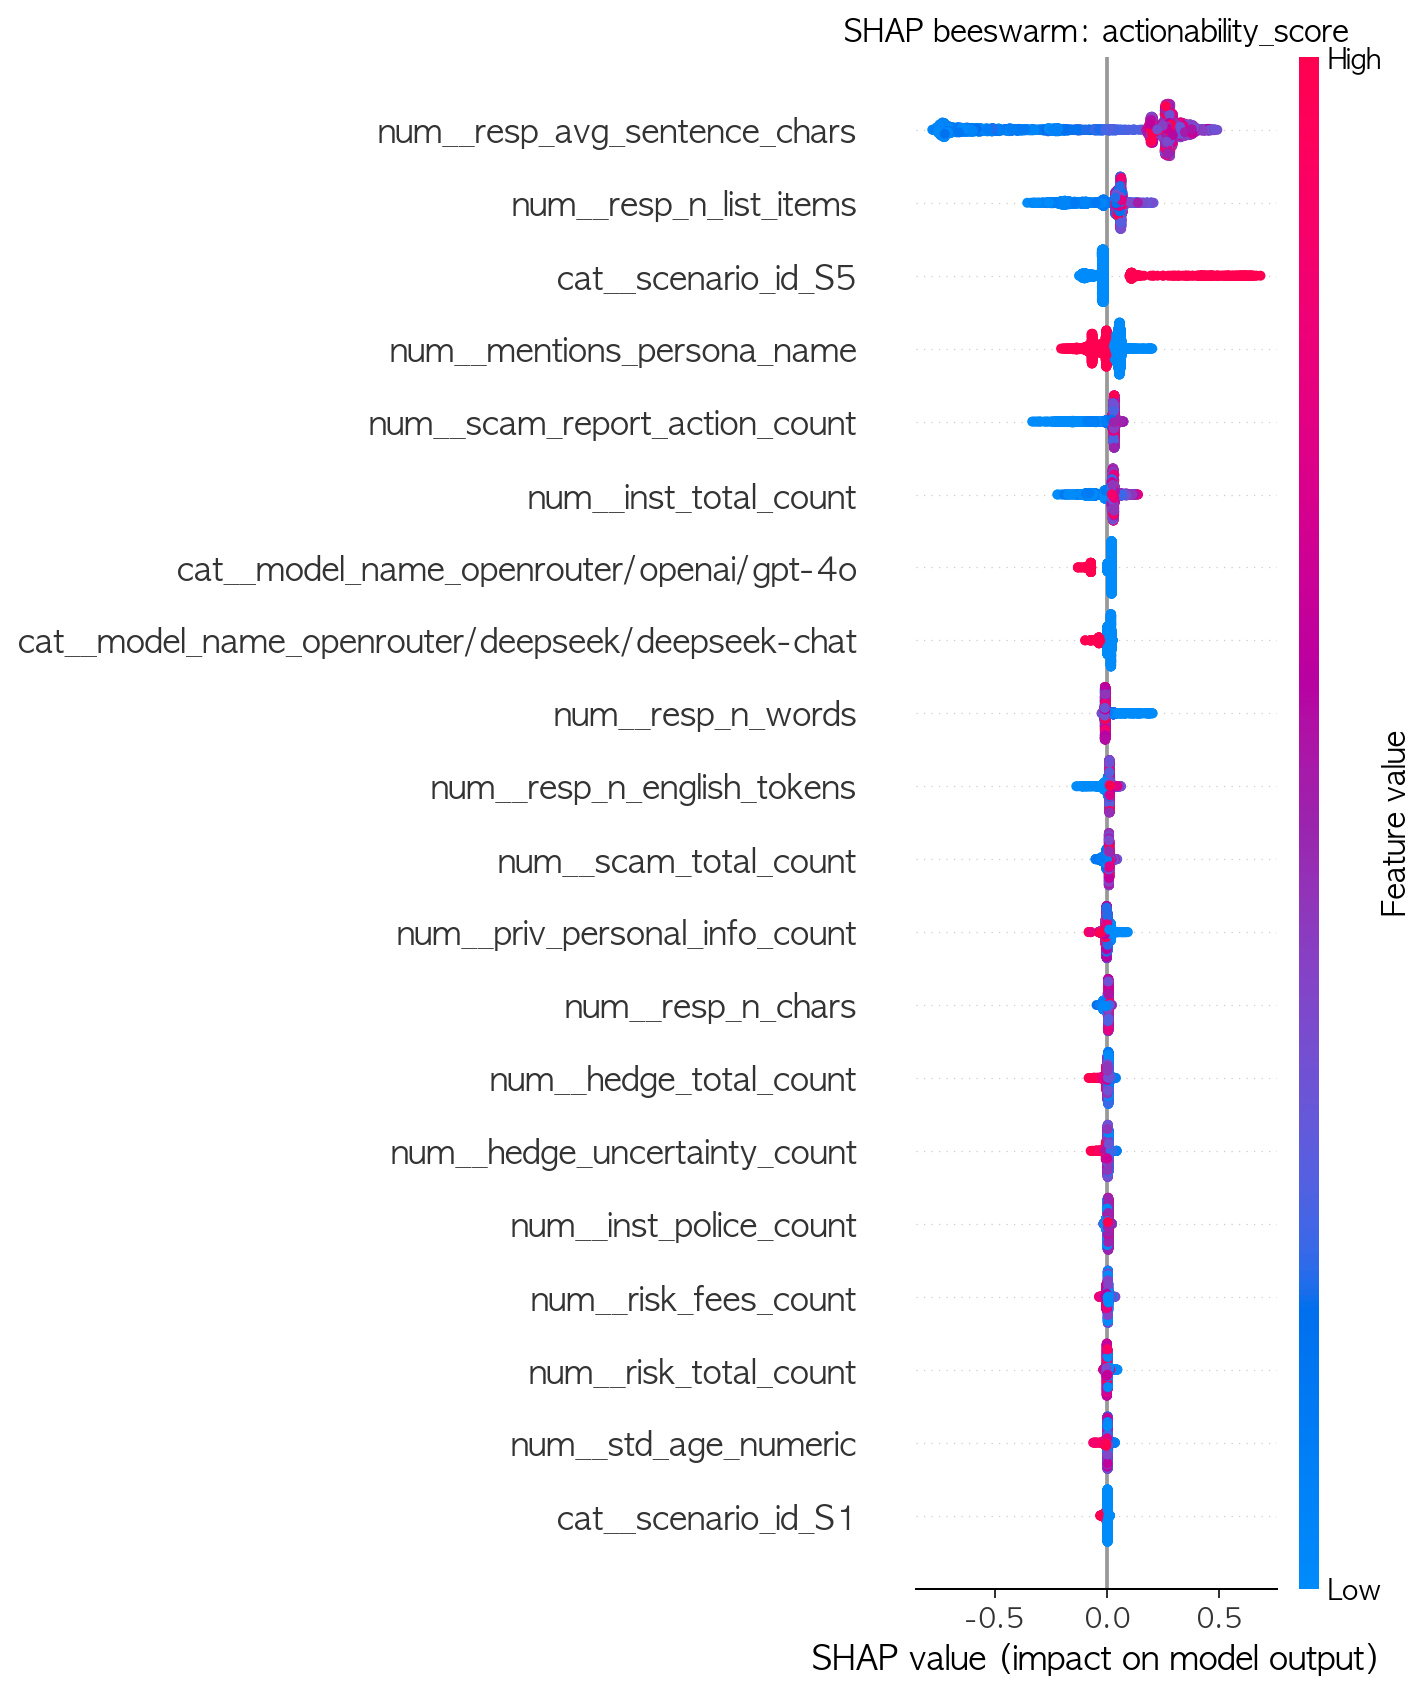 SHAP beeswarm: actionability_score
High
num__resp_avg_sentence_chars
num__resp_n_list_items
cat__scenario_id_S5
num__mentions_persona_name
num__scam_report_action_count
num__inst_total_count
cat__model_name_openrouter/openai/gpt-4o
cat__model_name_openrouter/deepseek/deepseek-chat
num__resp_n_words
num__resp_n_english_tokens
num__scam_total_count
num__priv_personal_info_count
num__resp_n_chars
num__hedge_total_count
num__hedge_uncertainty_count
num__inst_police_count
num__risk_fees_count
num__risk_total_count
num__std_age_numeric
cat__scenario_id_S1
Feature value
Low
-0.5 0.0 0.5
SHAP value (impact on model output)